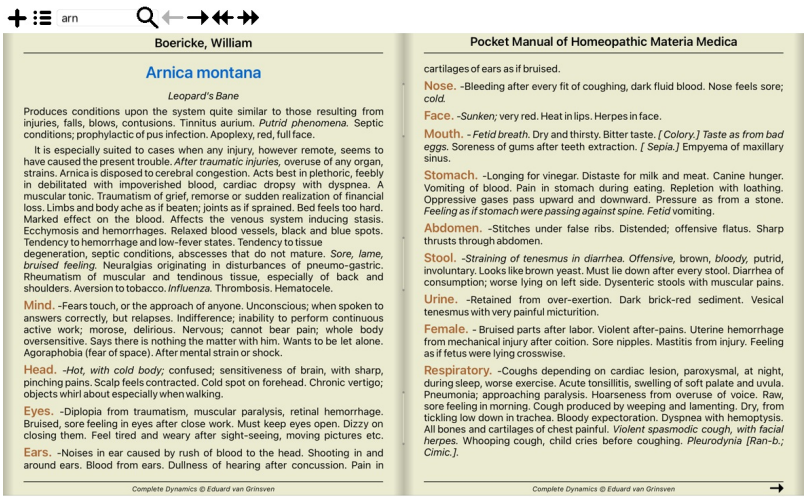 arn
Boericke, William
Arnica montana
Leopard's Bane
Produces conditions upon the system quite similar to those resulting from
injuries, falls, blows, contusions. Tinnitus aurium. Putrid phenomena. Septic
conditions; prophylactic of pus infection. Apoplexy, red, full face.
It is especially suited to cases when any injury, however remote, seems to
have caused the present trouble. After traumatic injuries, overuse of any organ,
strains. Arnica is disposed to cerebral congestion. Acts best in plethoric, feebly
in debilitated with impoverished blood, cardiac dropsy with dyspnea. A
muscular tonic. Traumatism of grief, remorse or sudden realization of financial
loss. Limbs and body ache as if beaten; joints as if sprained. Bed feels too hard.
Marked effect on the blood. Affects the venous system inducing stasis.
Ecchymosis and hemorrhages. Relaxed blood vessels, black and blue spots.
Tendency to hemorrhage and low-fever states. Tendency to tissue
degeneration, septic conditions, abscesses that do not mature. Sore, lame,
bruised feeling. Neuralgias originating in disturbances of pneumo-gastric.
Rheumatism of muscular and tendinous tissue, especially of back and
shoulders. Aversion to tobacco. Influenza. Thrombosis. Hematocele.
Mind. -Fears touch, or the approach of anyone. Unconscious; when spoken to
answers correctly, but relapses. Indifference; inability to perform continuous
active work; morose, delirious. Nervous; cannot bear pain; whole body
oversensitive. Says there is nothing the matter with him. Wants to be let alone.
Agoraphobia (fear of space). After mental strain or shock.
Head. -Hot, with cold body; confused; sensitiveness of brain, with sharp,
pinching pains. Scalp feels contracted. Cold spot on forehead. Chronic vertigo;
objects whirl about especially when walking.
Eyes. -Diplopia from traumatism, muscular paralysis, retinal hemorrhage.
Bruised, sore feeling in eyes after close work. Must keep eyes open. Dizzy on
closing them. Feel tired and weary after sight-seeing, moving pictures etc.
Ears. -Noises in ear caused by rush of blood to the head. Shooting in and
around ears. Blood from ears. Dullness of hearing after concussion. Pain in
Complete Dynamics © Eduard van Grinsven
Pocket Manual of Homeopathic Materia Medica
cartilages of ears as if bruised.
Nose. -Bleeding after every fit of coughing, dark fluid blood. Nose feels sore;
cold.
Face. -Sunken; very red. Heat in lips. Herpes in face.
Mouth. - Fetid breath. Dry and thirsty. Bitter taste. [ Colory.] Taste as from bad
eggs. Soreness of gums after teeth extraction. [ Sepia.] Empyema of maxillary
sinus.
Stomach. -Longing for vinegar. Distaste for milk and meat. Canine hunger.
Vomiting of blood. Pain in stomach during eating. Repletion with loathing.
Oppressive gases pass upward and downward. Pressure as from a stone.
Feeling as if stomach were passing against spine. Fetid vomiting.
Abdomen. -Stitches under false ribs. Distended; offensive flatus. Sharp
thrusts through abdomen.
Stool. -Straining of tenesmus in diarrhea. Offensive, brown, bloody, putrid,
involuntary. Looks like brown yeast. Must lie down after every stool. Diarrhea of
consumption; worse lying on left side. Dysenteric stools with muscular pains.
Urine. -Retained from over-exertion. Dark brick-red sediment. Vesical
tenesmus with very painful micturition.
Female. - Bruised parts after labor. Violent after-pains. Uterine hemorrhage
from mechanical injury after coition. Sore nipples. Mastitis from injury. Feeling
as if fetus were lying crosswise.
Respiratory. -Coughs depending on cardiac lesion, paroxysmal, at night,
during sleep, worse exercise. Acute tonsillitis, swelling of soft palate and uvula.
Pneumonia; approaching paralysis. Hoarseness from overuse of voice. Raw,
sore feeling in morning. Cough produced by weeping and lamenting. Dry, from
tickling low down in trachea. Bloody expectoration. Dyspnea with hemoptysis.
All bones and cartilages of chest painful. Violent spasmodic cough, with facial
herpes. Whooping cough, child cries before coughing. Pleurodynia [Ran-b.;
Cimic.].
Complete Dynamics © Eduard van Grinsven